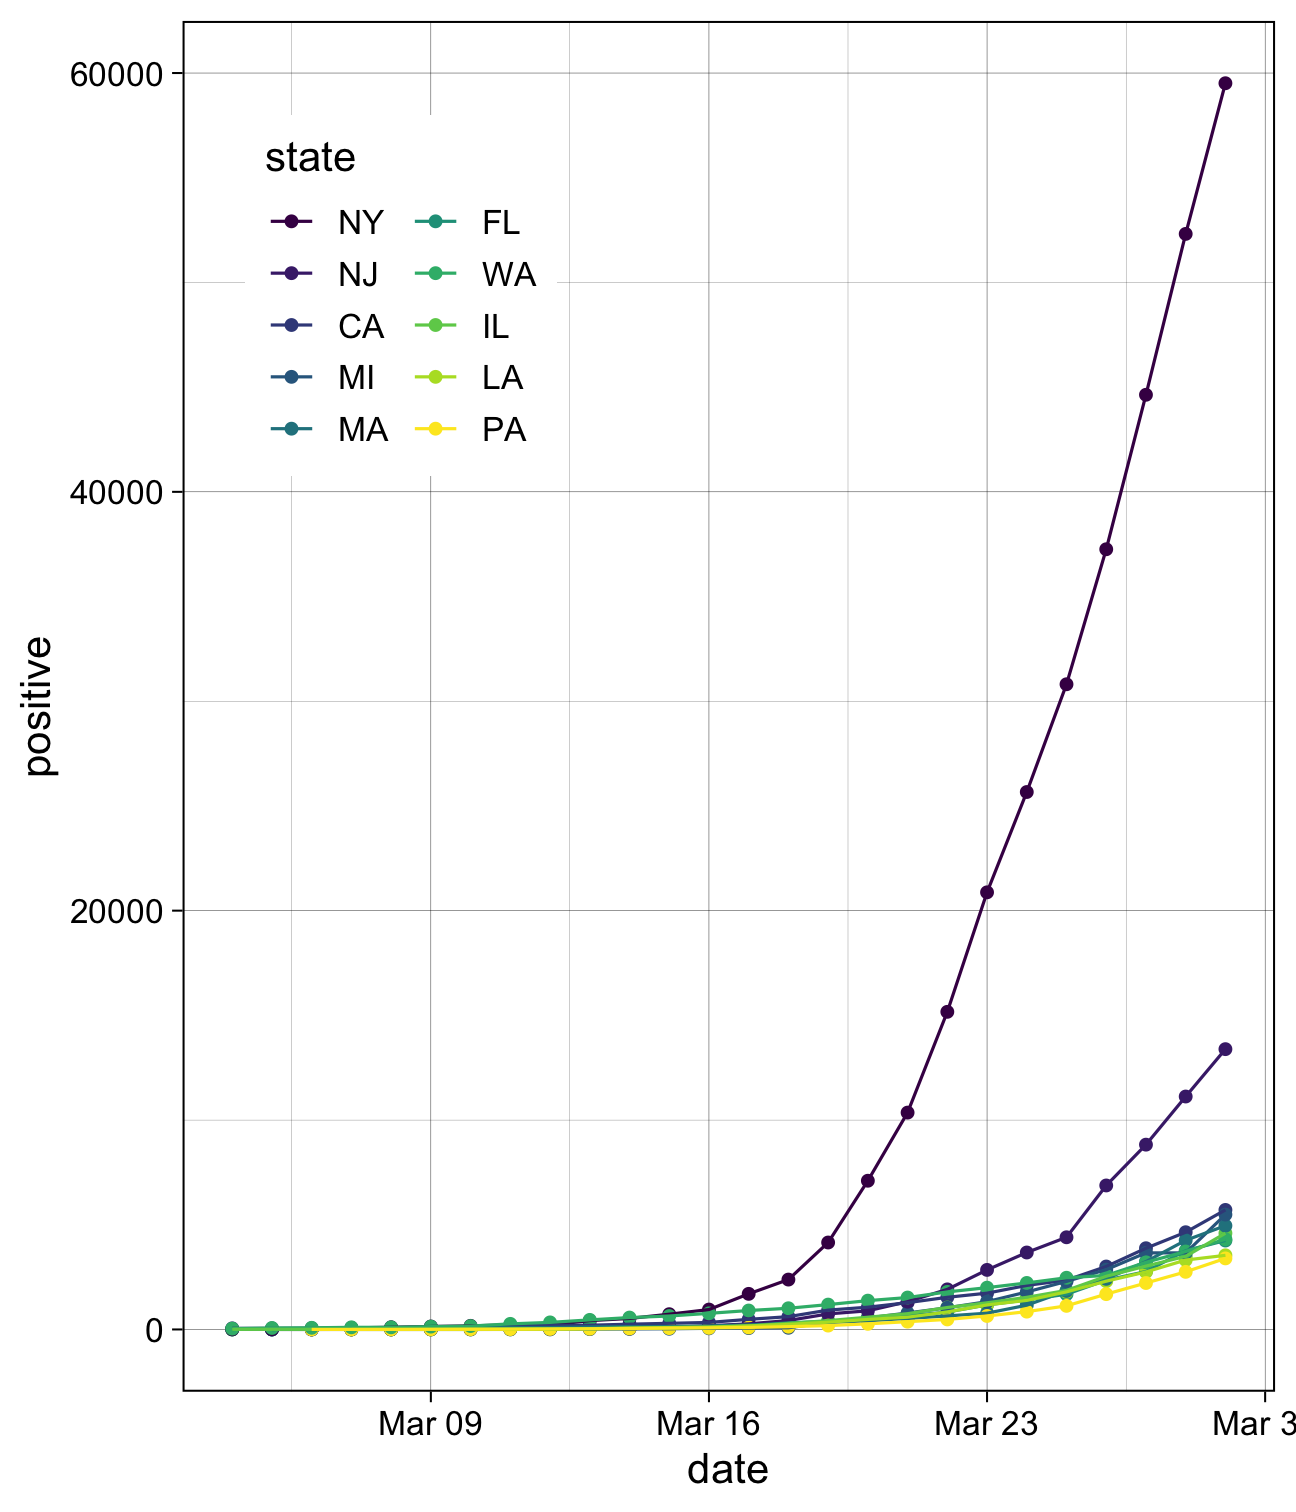 60000
40000
20000
0
positive
state
NY FL
NJ WA
CA IL
MI LA
MA PA
Mar 09 Mar 16 Mar 23 Mar 3
date